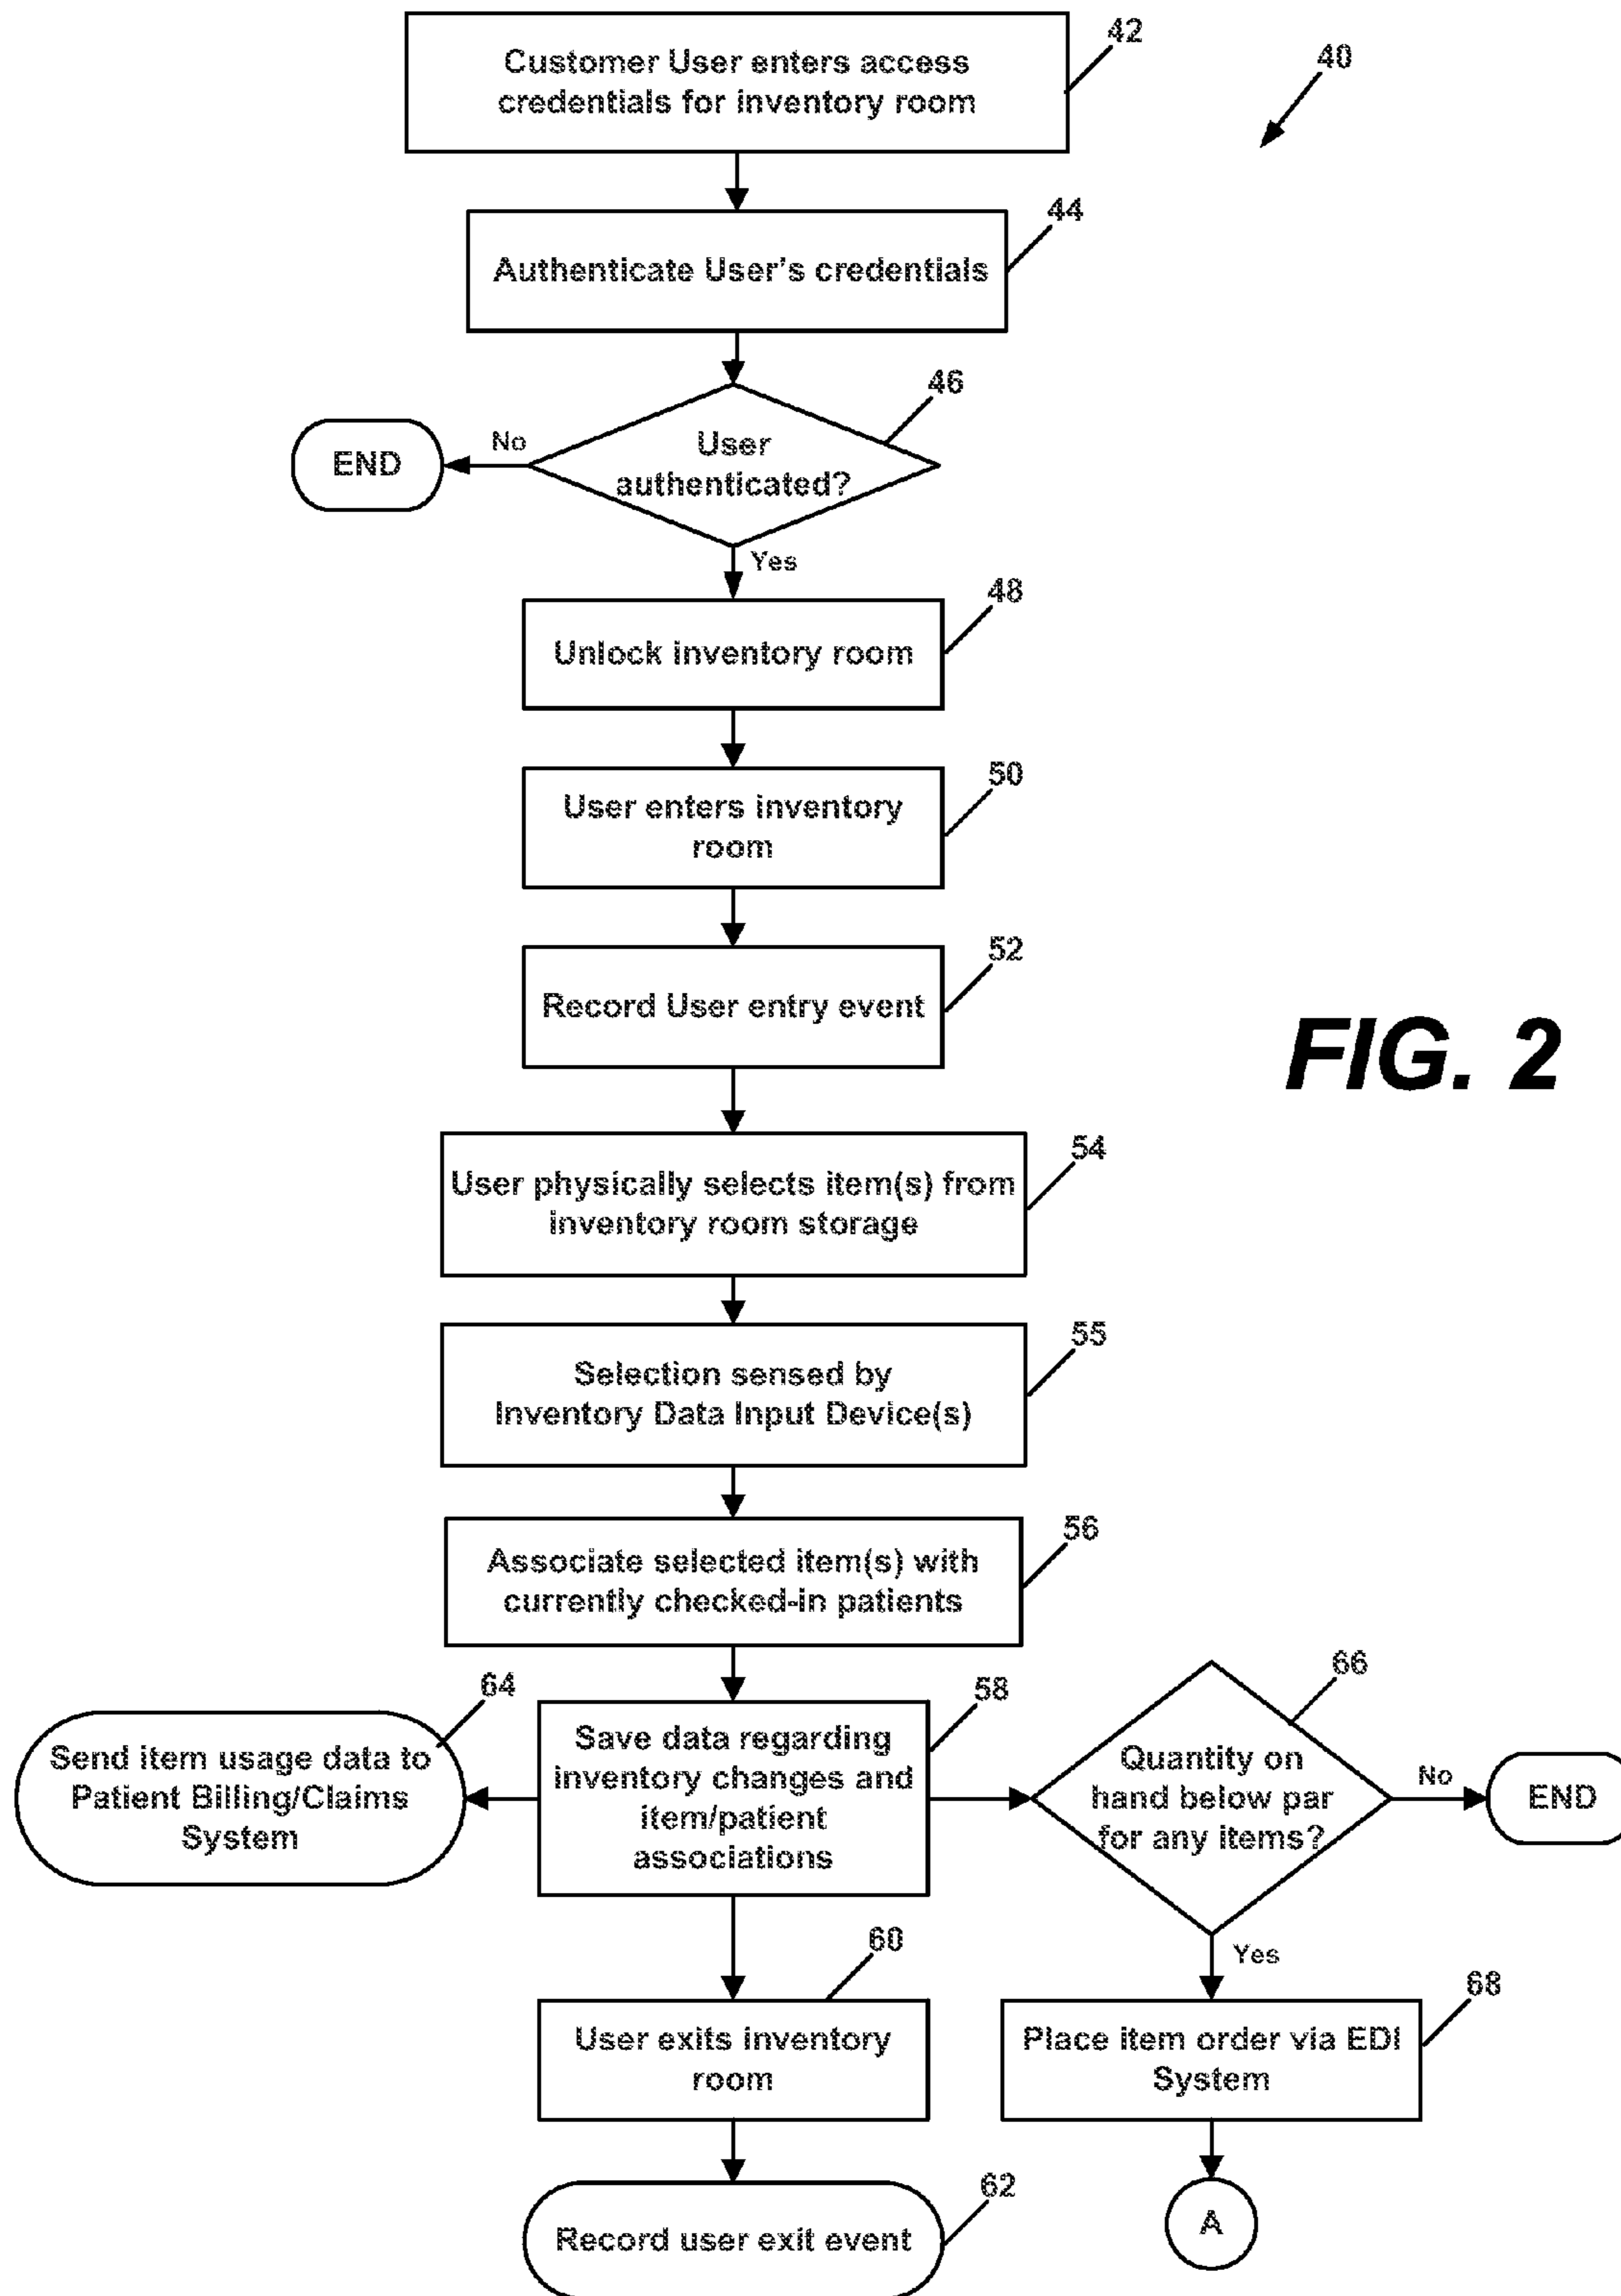 Customer User enters access
credentials for inventory room
42
40
Authenticate User's credentials
44
46
User
authenticated?
No
END
Yes
48
Unlock inventory room
50
User enters inventory
room
52
Record User entry event
FIG. 2
54
User physically selects item(s) from
inventory room storage
55
Selection sensed by
Inventory Data Input Device(s)
56
Associate selected item(s) with
currently checked-in patients
64
Send item usage data to
Patient Billing/Claims
System
58
Save data regarding
inventory changes and
item/patient
associations
66
Quantity on
hand below par
for any items?
No
END
Yes
60
User exits inventory
room
68
Place item order via EDI
System
62
Record user exit event
A